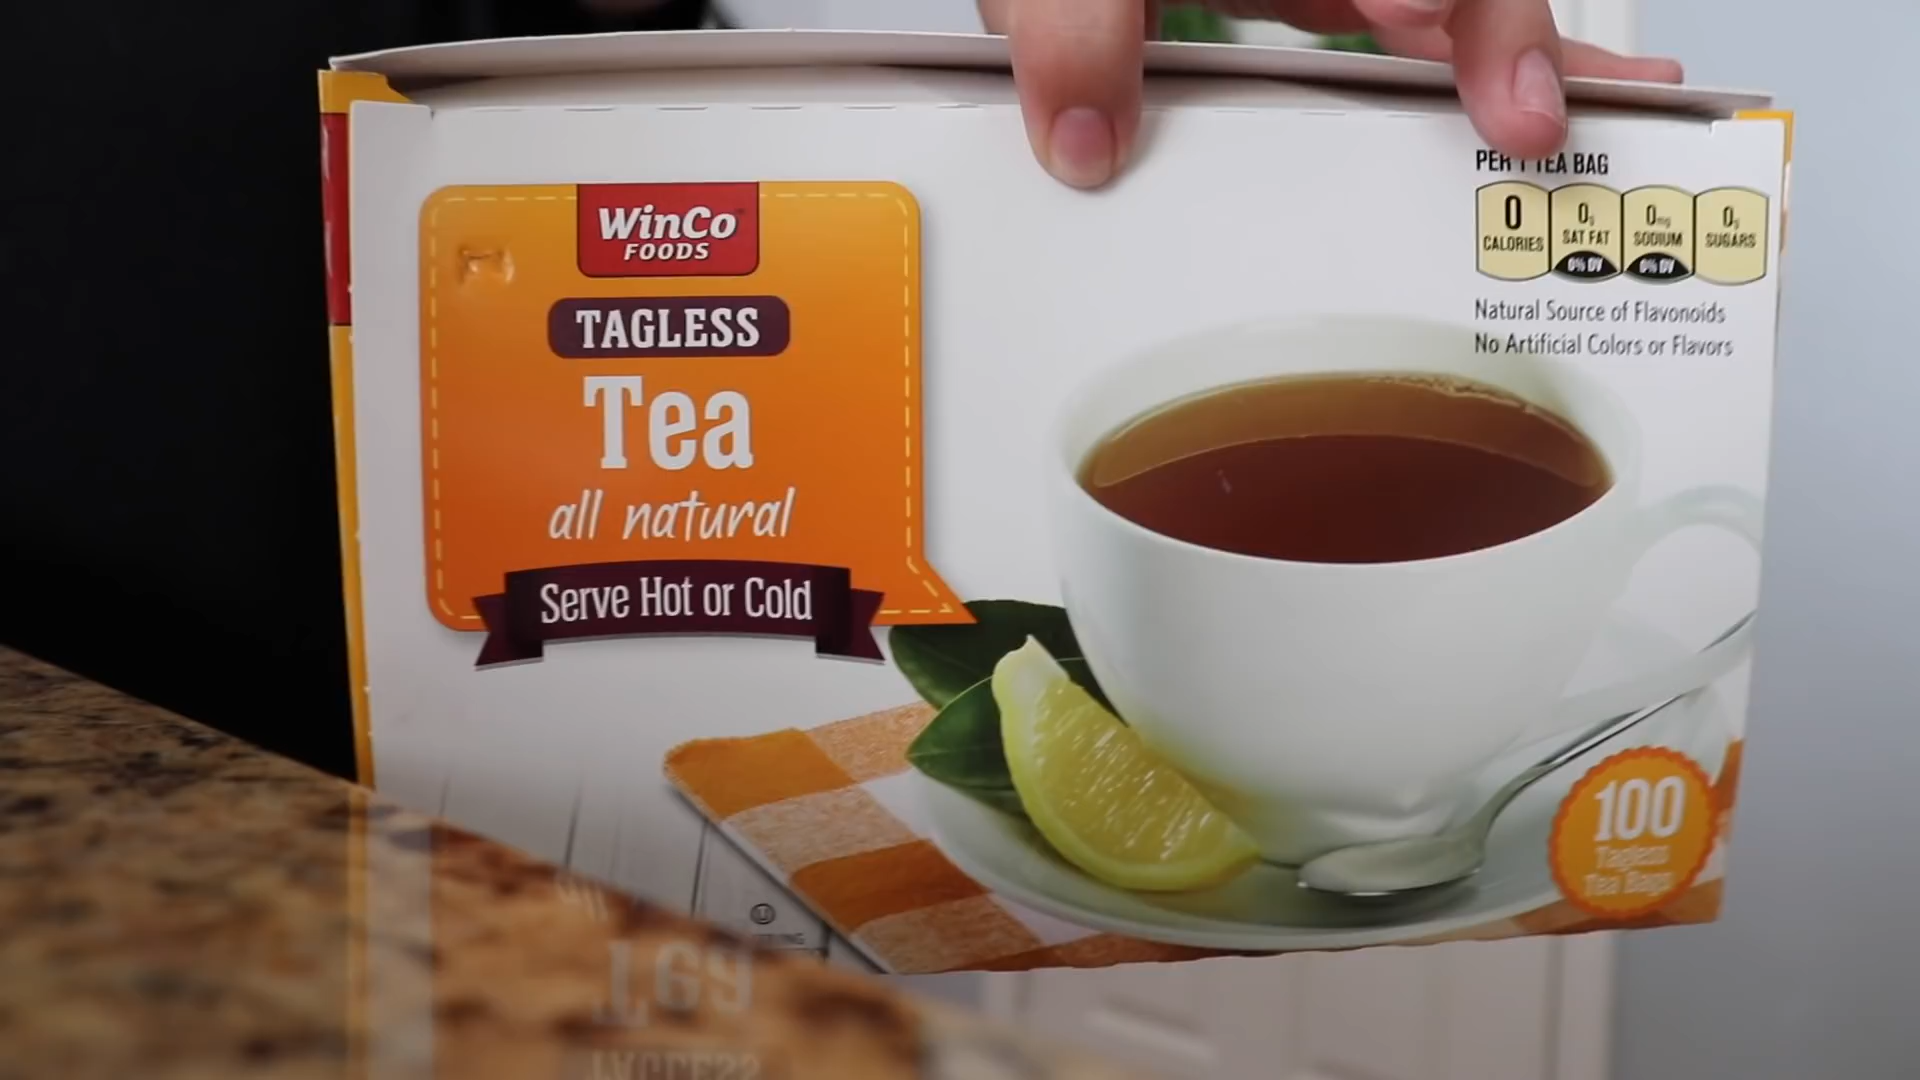 WinCo
FOODS
TAGLESS
Tea
all natural
Serve Hot or Cold
PER 1 TEA BAG
0
CALORIES
0g
SAT FAT
0% DV
0mg
SODIUM
0% DV
0g
SUGARS
Natural Source of Flavonoids
No Artificial Colors or Flavors
100
Tagless
Tea Bags